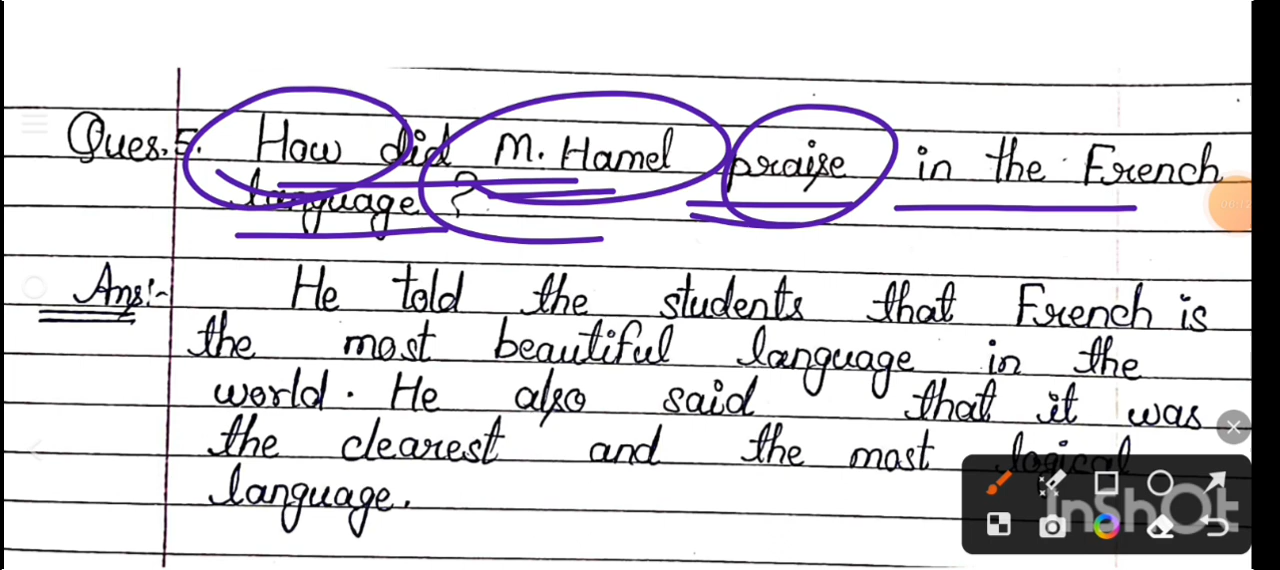 Ques.5. How did M. Hamel praise in the French
language ?
Ans:- He told the students that French is
the most beautiful language in the
world. He also said that it was
the clearest and the most logical
language.
InShOt